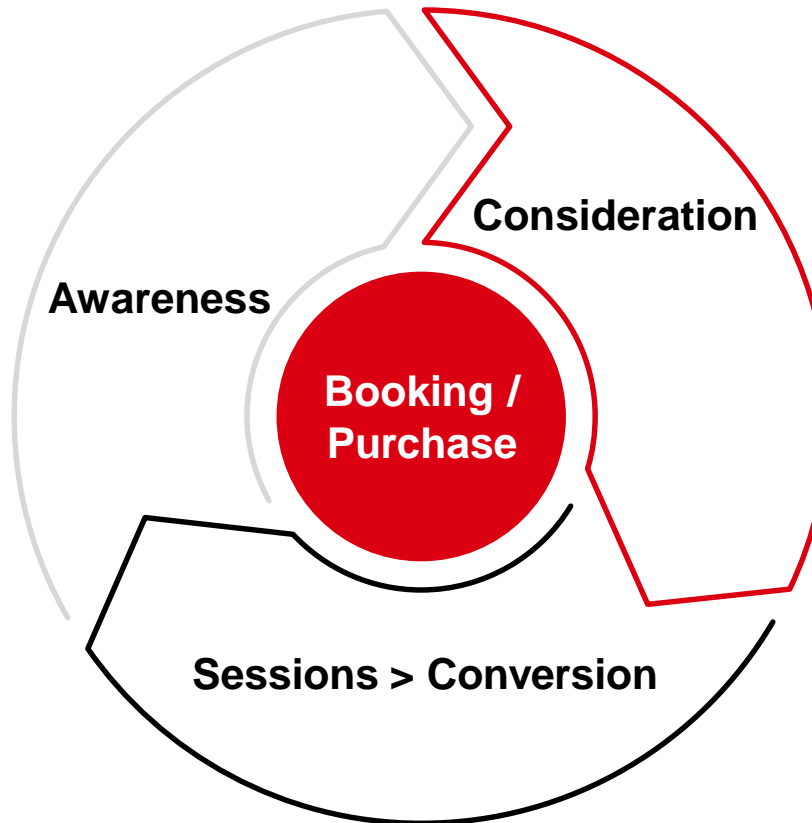 Consideration
Awareness
Booking /
Purchase
Sessions > Conversion